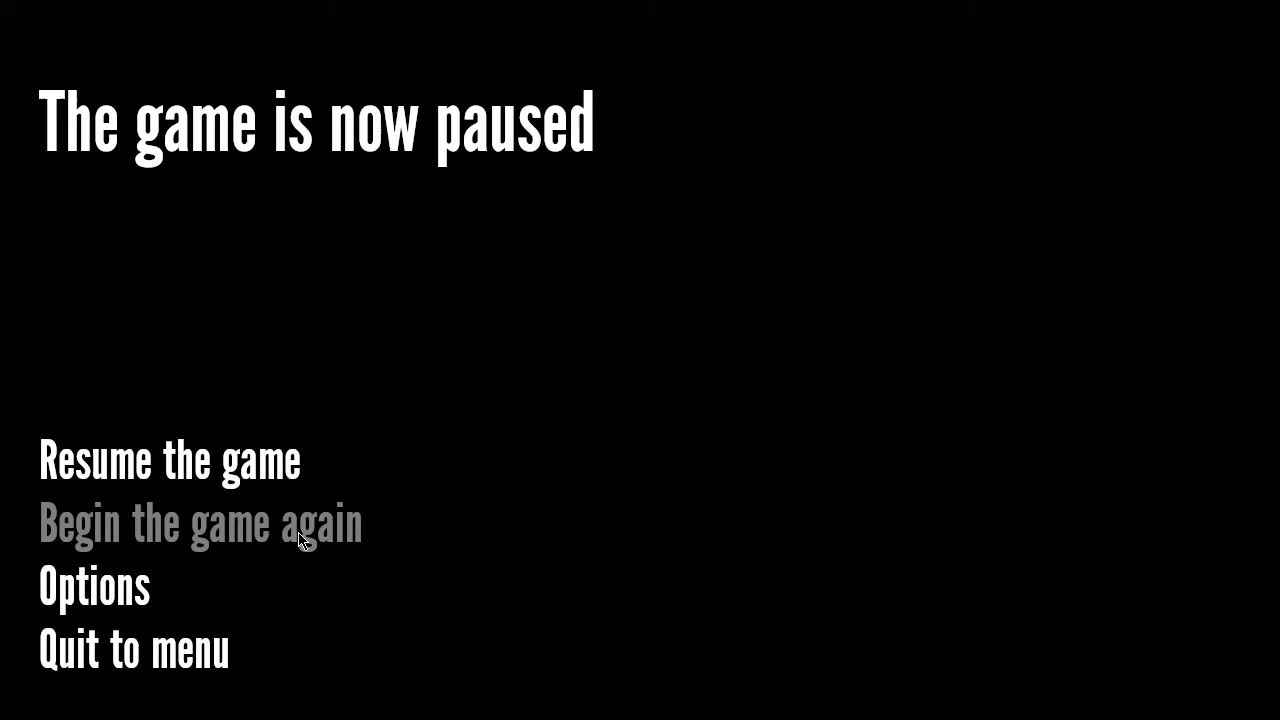 The game is now paused
Resume the game
Begin the game again
Options
Quit to menu